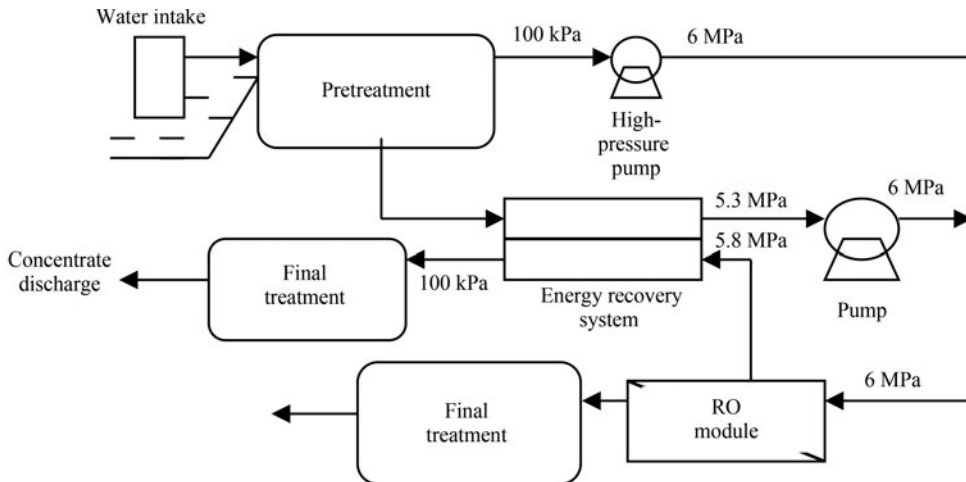 Water intake
100 kPa
6 MPa
Pretreatment
High-
pressure
pump
6 MPa
5.3 MPa
5.8 MPa
Concentrate
discharge
Final
treatment
100 kPa
Energy recovery
system
Pump
6 MPa
Final
treatment
RO
module